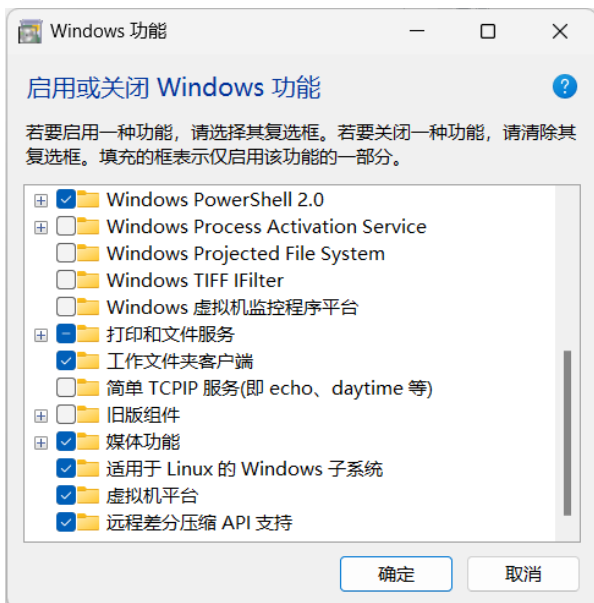 Windows 功能
启用或关闭 Windows 功能
?
若要启用一种功能，请选择其复选框。若要关闭一种功能，请清除其
复选框。填充的框表示仅启用该功能的一部分。
Windows PowerShell 2.0
Windows Process Activation Service
Windows Projected File System
Windows TIFF IFilter
Windows 虚拟机监控程序平台
打印和文件服务
工作文件夹客户端
简单 TCPIP 服务(即 echo、daytime 等)
旧版组件
媒体功能
适用于 Linux 的 Windows 子系统
虚拟机平台
远程差分压缩 API 支持
确定
取消